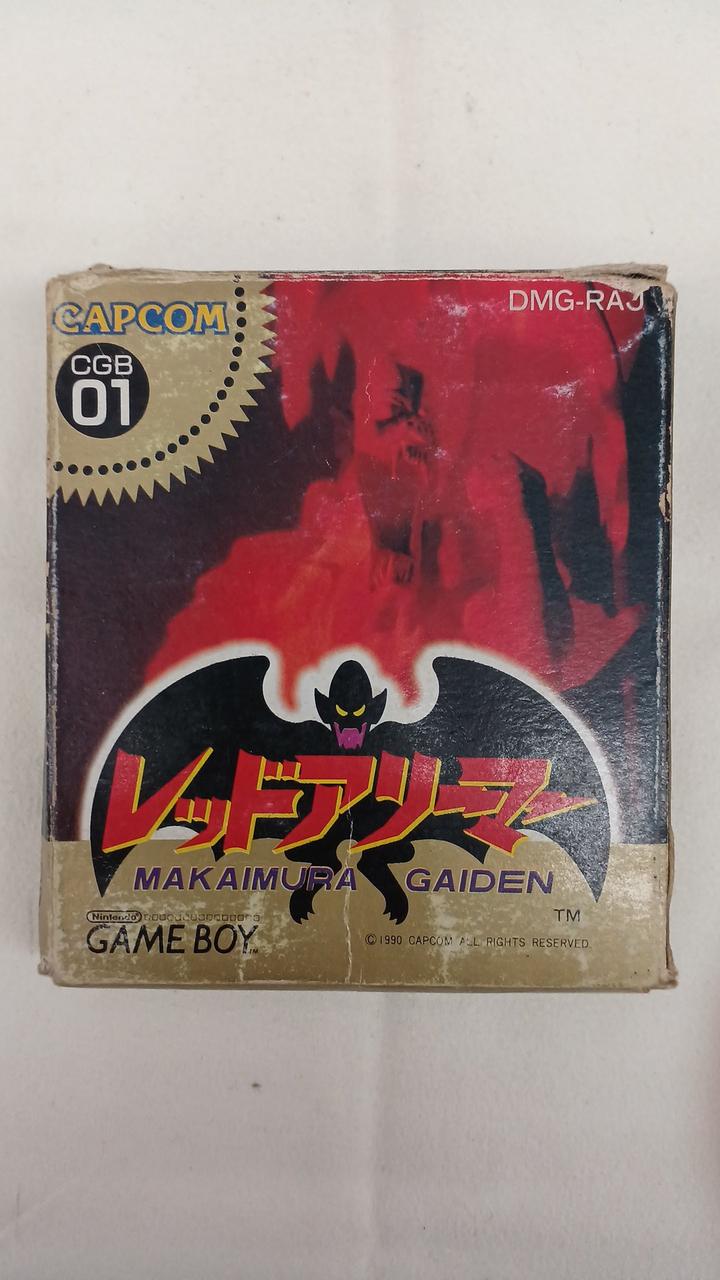 CAPCOM
CGB
01
DMG-RAJ
レッドアリーマー
MAKAIMURA GAIDEN
TM
Nintendo
GAME BOY TM
©1990 CAPCOM ALL RIGHTS RESERVED.